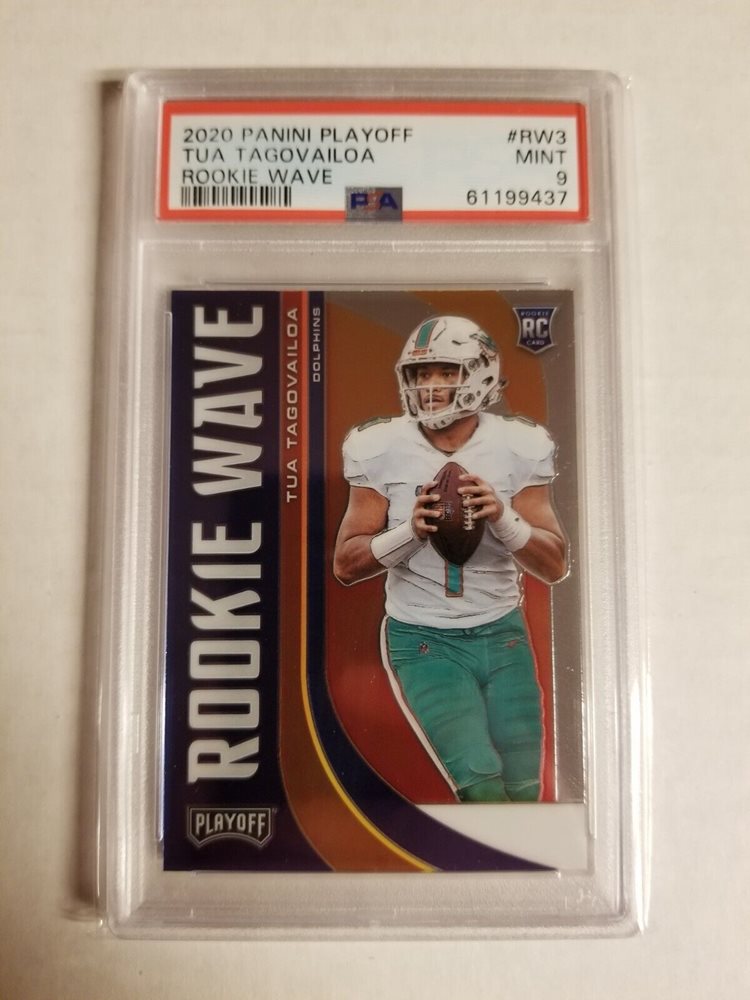 2020 PANINI PLAYOFF #RW3
TUA TAGOVAILOA MINT
ROOKIE WAVE 9
PSA 61199437
ROOKIE WAVE
TUA TAGOVAILOA
DOLPHINS
ROOKIE
RC
CARD
1
PLAYOFF